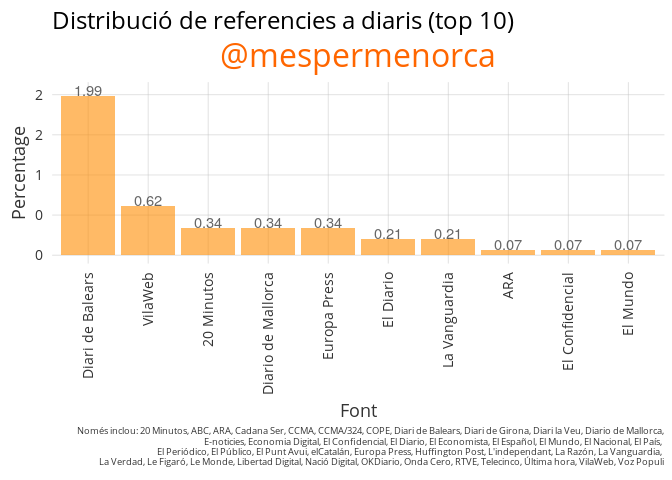 Distribució de referencies a diaris (top 10)
@mespermenorca
Percentage
2
2
1
0
0
1.99
0.62
0.34
0.34
0.34
0.21
0.21
0.07
0.07
0.07
Diari de Balears
VilaWeb
20 Minutos
Diario de Mallorca
Europa Press
El Diario
La Vanguardia
ARA
El Confidencial
El Mundo
Font
Només inclou: 20 Minutos, ABC, ARA, Cadana Ser, CCMA, CCMA/324, COPE, Diari de Balears, Diari de Girona, Diari la Veu, Diario de Mallorca,
E-noticies, Economia Digital, El Confidencial, El Diario, El Economista, El Español, El Mundo, El Nacional, El País,
El Periódico, El Público, El Punt Avui, elCatalán, Europa Press, Huffington Post, L'independant, La Razón, La Vanguardia,
La Verdad, Le Figaró, Le Monde, Libertad Digital, Nació Digital, OKDiario, Onda Cero, RTVE, Telecinco, Última hora, VilaWeb, Voz Populi